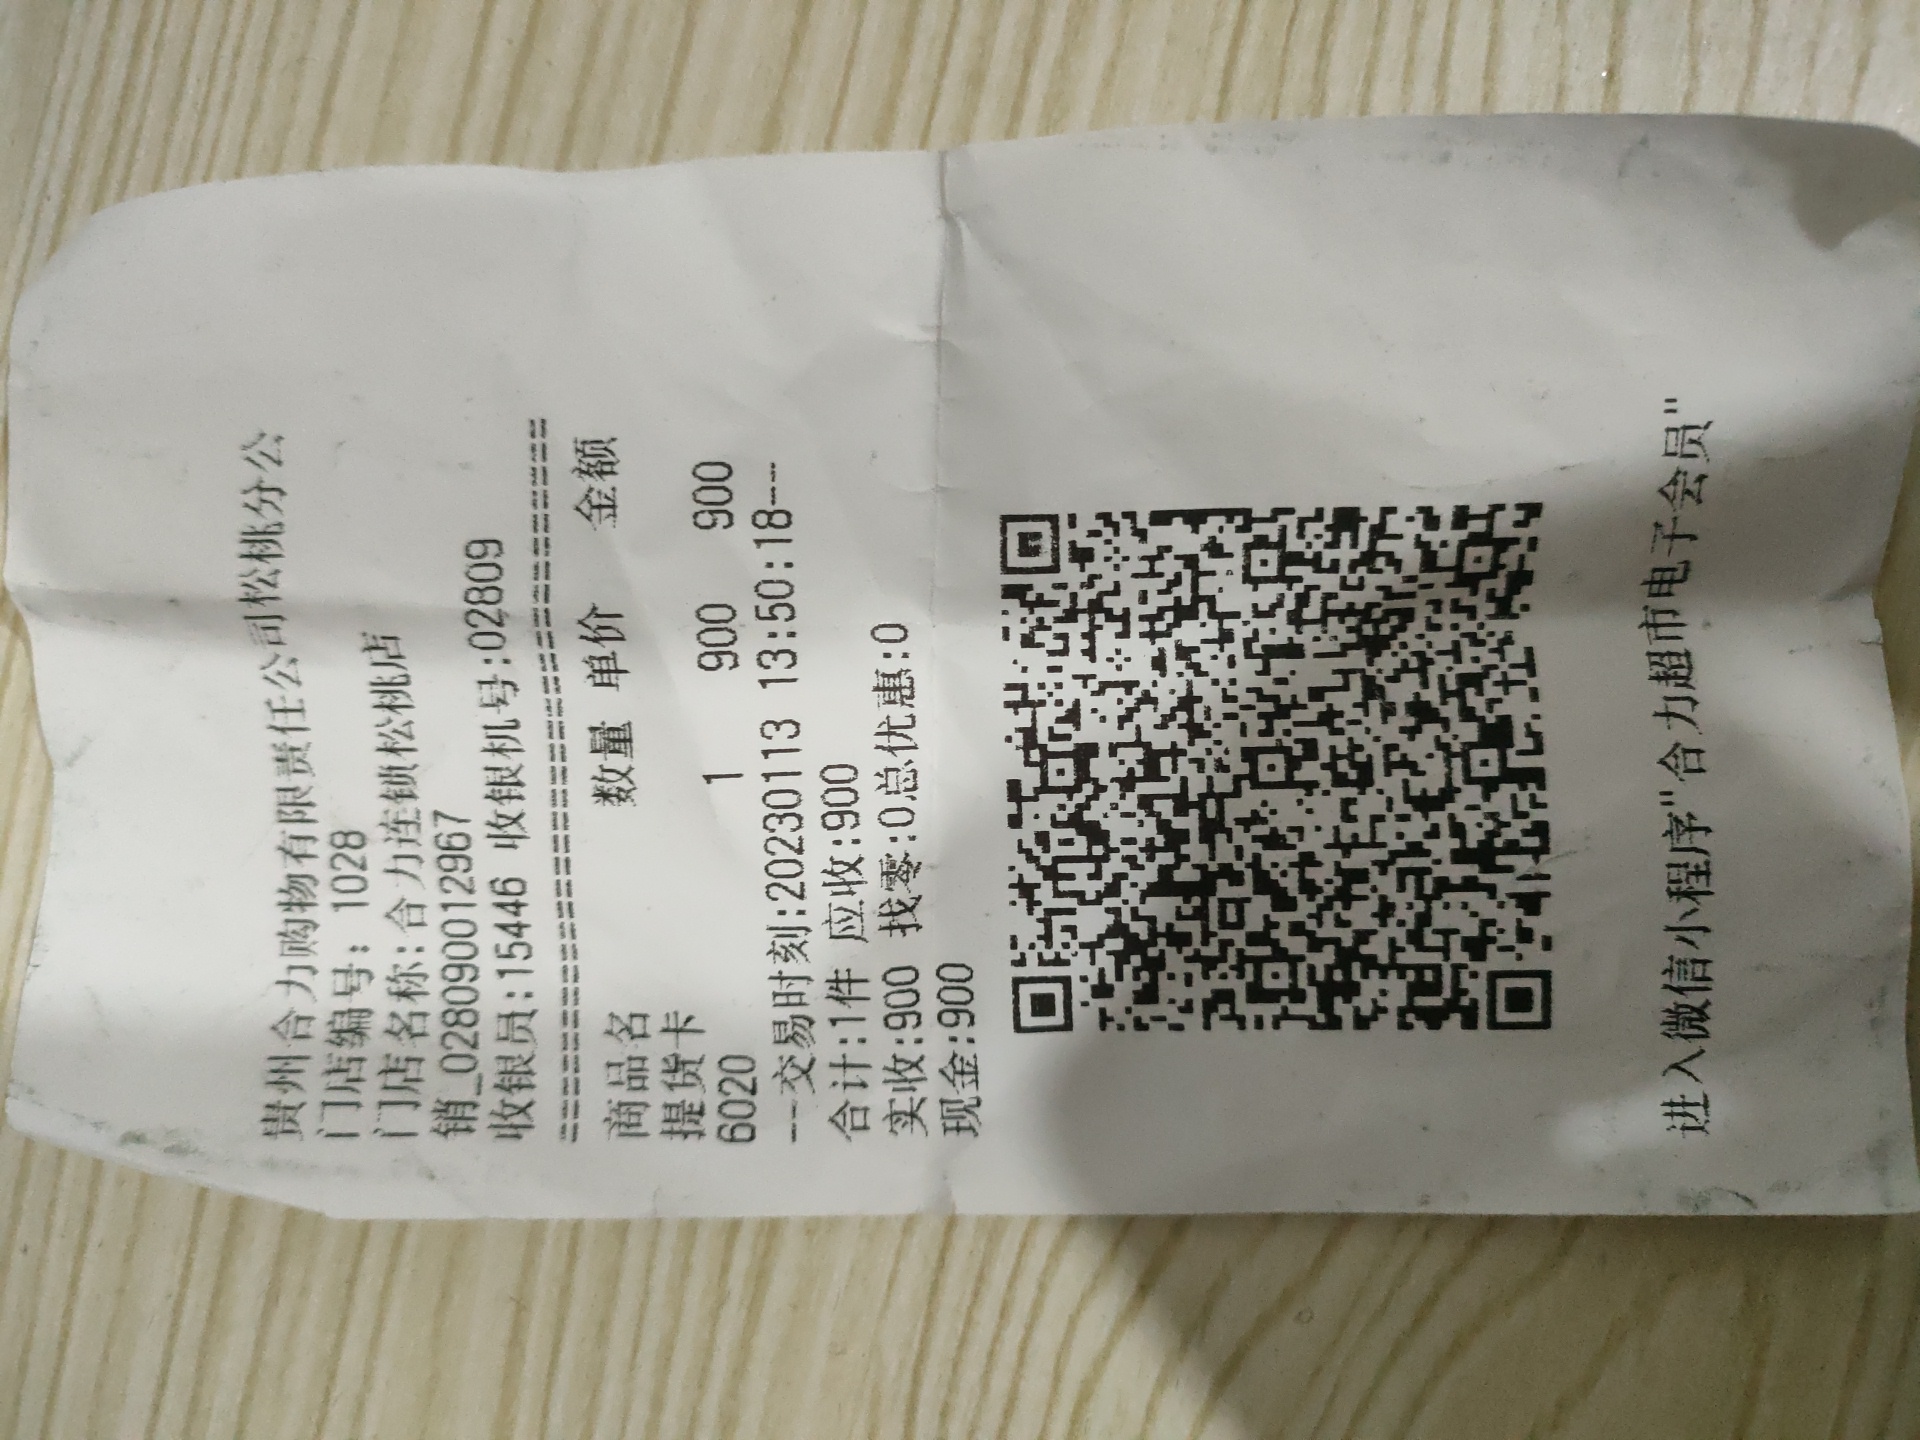 贵州合力购物有限责任公司松桃分公
门店编号: 1028
门店名称:合力连锁松桃店
销_0280900012967
收银员:15446 收银机号:02809
================================
商品名 数量 单价 金额
提货卡
6020 1 900 900
--交易时刻:20230113 13:50:18---
合计:1件 应收:900
实收:900 找零:0总优惠:0
现金:900
进入微信小程序"合力超市电子会员"